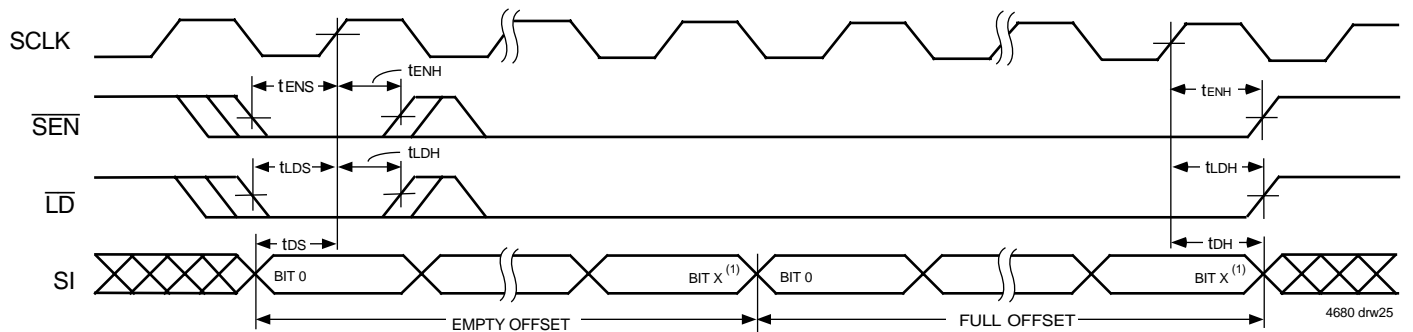 SCLK
tENS
tENH
tENH
SEN
tLDS
tLDH
tLDH
LD
tDS
tDH
SI
BIT 0
BIT X (1)
BIT 0
BIT X (1)
EMPTY OFFSET
FULL OFFSET
4680 drw25